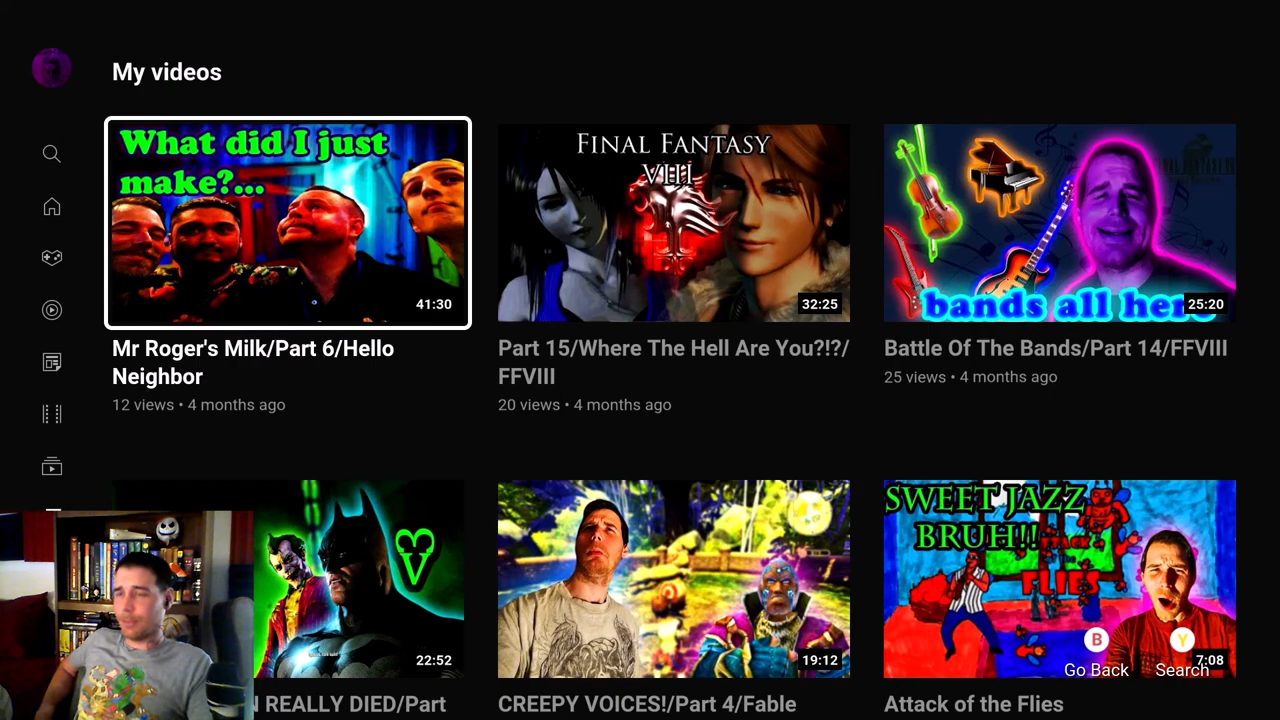 My videos
What did I just
make?...
41:30
FINAL FANTASY
VIII
32:25
bands all here
25:20
Mr Roger's Milk/Part 6/Hello
Neighbor
12 views • 4 months ago
Part 15/Where The Hell Are You?!?/
FFVIII
20 views • 4 months ago
Battle Of The Bands/Part 14/FFVIII
25 views • 4 months ago
22:52
19:12
SWEET JAZZ
BRUH!!
FLIES
B
Y
7:08
Go Back
Search
REALLY DIED/Part
CREEPY VOICES!/Part 4/Fable
Attack of the Flies